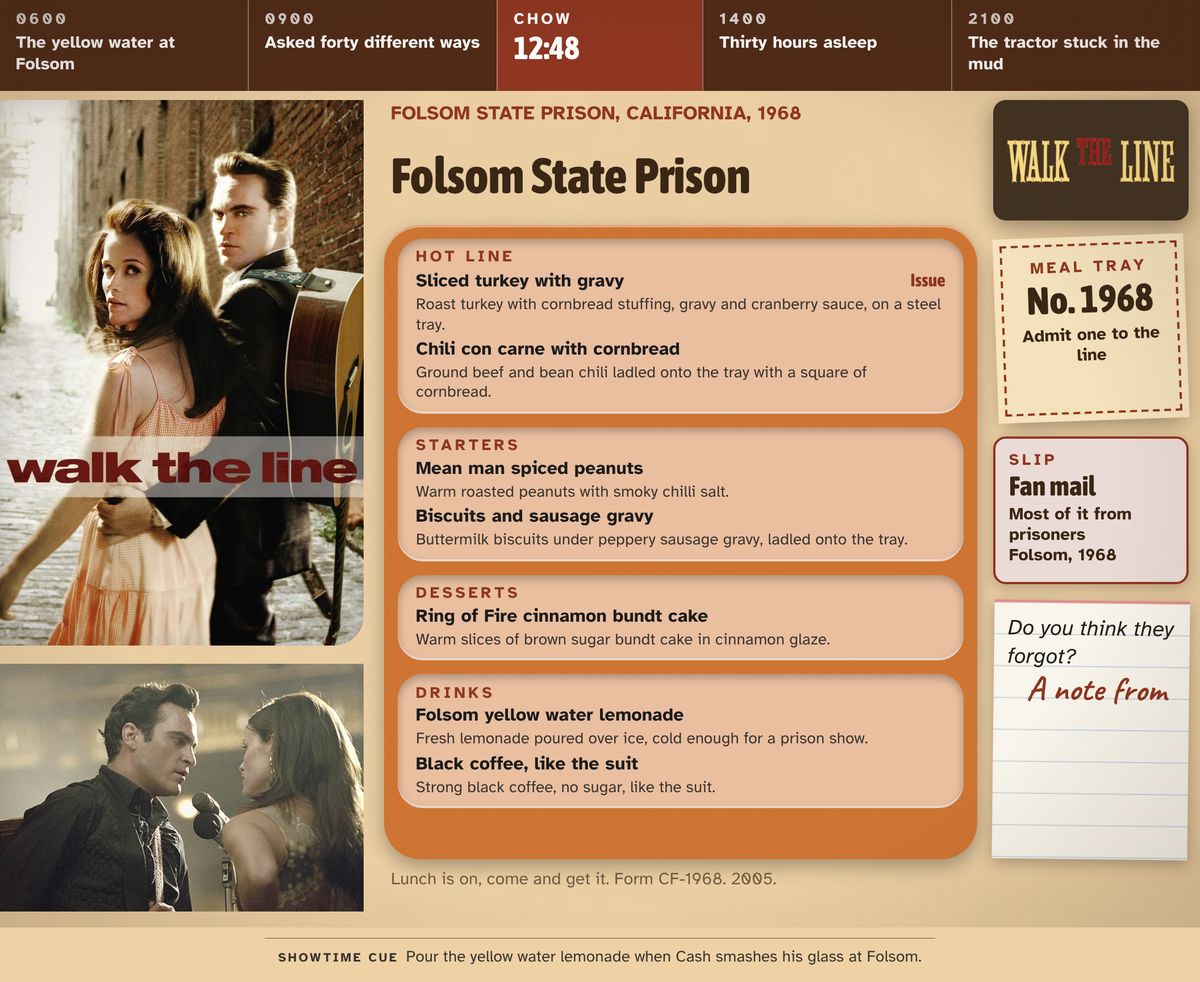 0600
The yellow water at
Folsom
0900
Asked forty different ways
CHOW
12:48
1400
Thirty hours asleep
2100
The tractor stuck in the
mud
walk the line
FOLSOM STATE PRISON, CALIFORNIA, 1968
Folsom State Prison
HOT LINE
Sliced turkey with gravy Issue
Roast turkey with cornbread stuffing, gravy and cranberry sauce, on a steel
tray.
Chili con carne with cornbread
Ground beef and bean chili ladled onto the tray with a square of
cornbread.
STARTERS
Mean man spiced peanuts
Warm roasted peanuts with smoky chilli salt.
Biscuits and sausage gravy
Buttermilk biscuits under peppery sausage gravy, ladled onto the tray.
DESSERTS
Ring of Fire cinnamon bundt cake
Warm slices of brown sugar bundt cake in cinnamon glaze.
DRINKS
Folsom yellow water lemonade
Fresh lemonade poured over ice, cold enough for a prison show.
Black coffee, like the suit
Strong black coffee, no sugar, like the suit.
Lunch is on, come and get it. Form CF-1968. 2005.
WALK THE LINE
MEAL TRAY
No. 1968
Admit one to the
line
SLIP
Fan mail
Most of it from
prisoners
Folsom, 1968
Do you think they
forgot?
A note from
SHOWTIME CUE Pour the yellow water lemonade when Cash smashes his glass at Folsom.